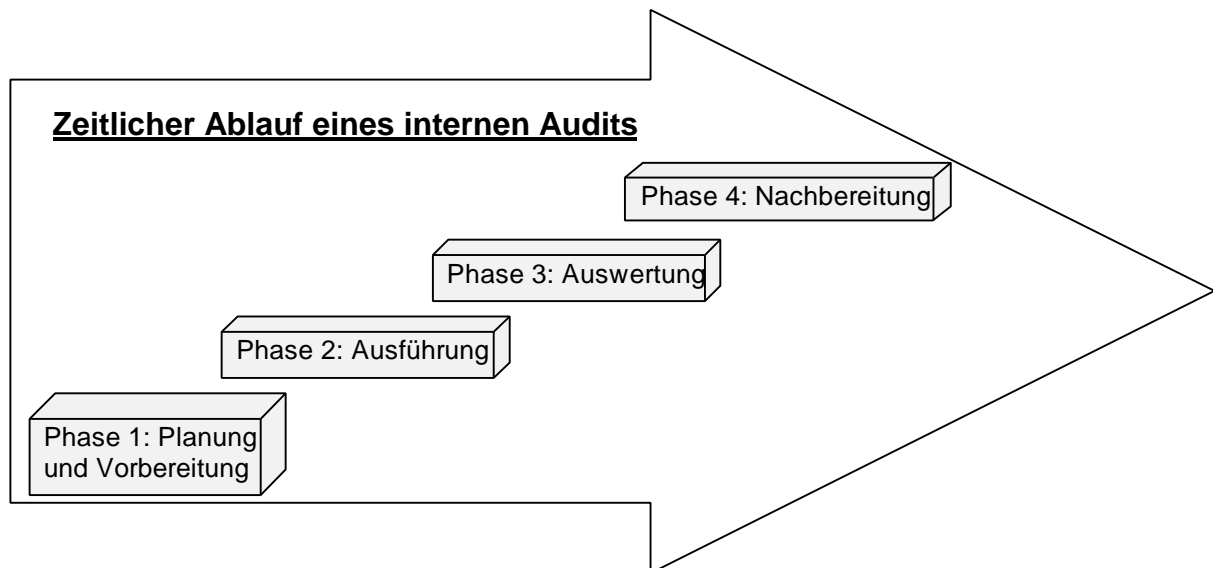 Zeitlicher Ablauf eines internen Audits
Phase 4: Nachbereitung
Phase 3: Auswertung
Phase 2: Ausführung
Phase 1: Planung
und Vorbereitung